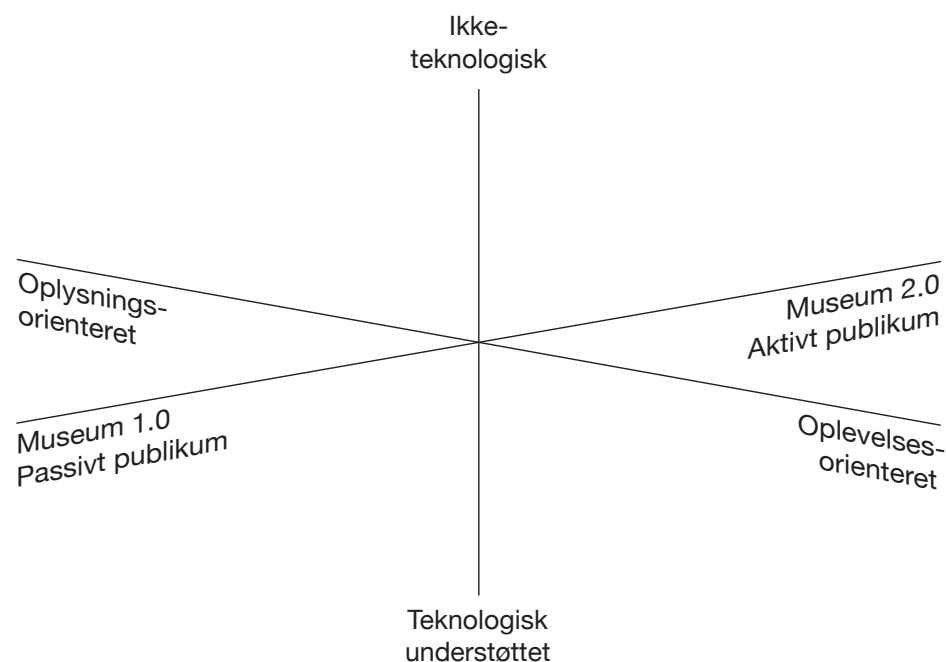 Ikke-
teknologisk
Oplysnings-
orienteret
Museum 2.0
Aktivt publikum
Museum 1.0
Passivt publikum
Oplevelses-
orienteret
Teknologisk
understøttet